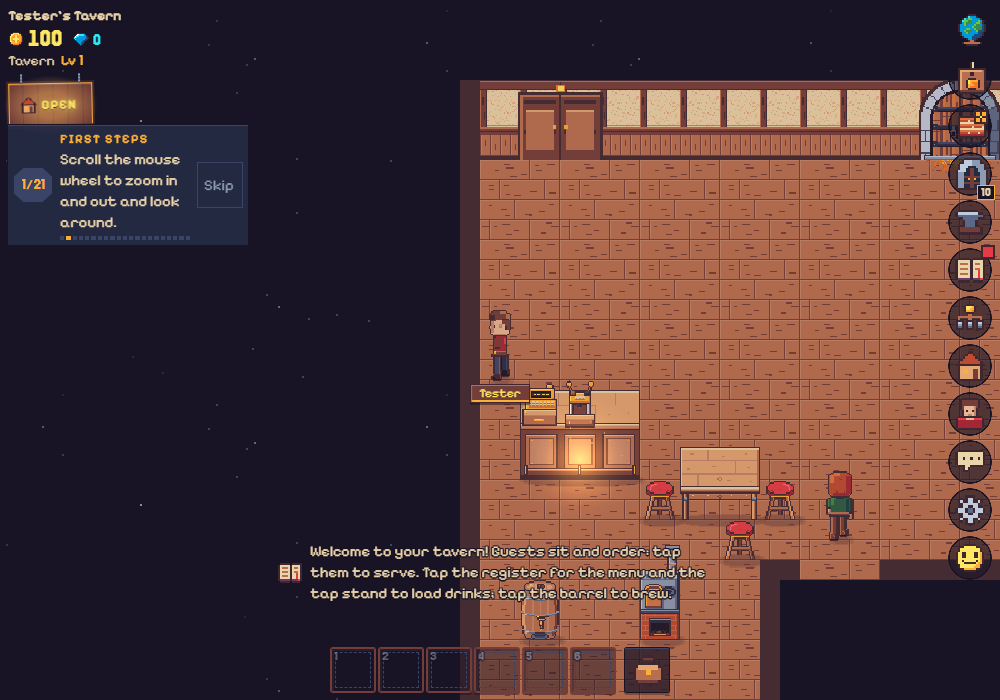 Tester's Tavern
100 0
Tavern Lv 1
OPEN
FIRST STEPS
1/21
Scroll the mouse
wheel to zoom in
and out and look
around.
Skip
10
Tester
Welcome to your tavern! Guests sit and order: tap
them to serve. Tap the register for the menu and the
tap stand to load drinks; tap the barrel to brew.
1 2 3 4 5 6